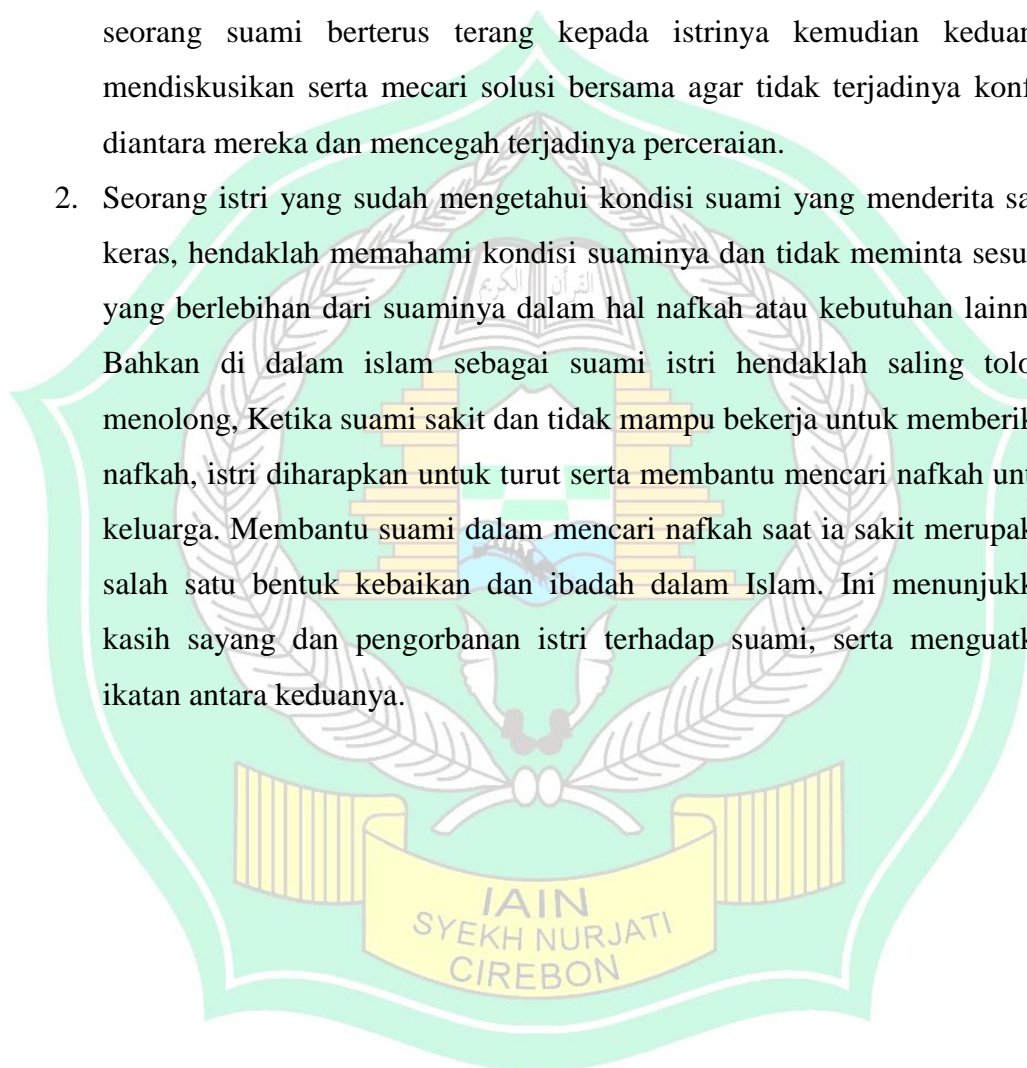 seorang suami berterus terang kepada istrinya kemudian keduan
mendiskusikan serta mecari solusi bersama agar tidak terjadinya konf
diantara mereka dan mencegah terjadinya perceraian.
2. Seorang istri yang sudah mengetahui kondisi suami yang menderita sa
keras, hendaklah memahami kondisi suaminya dan tidak meminta sesu
yang berlebihan dari suaminya dalam hal nafkah atau kebutuhan lainn
Bahkan di dalam islam sebagai suami istri hendaklah saling tolo
menolong, Ketika suami sakit dan tidak mampu bekerja untuk memberik
nafkah, istri diharapkan untuk turut serta membantu mencari nafkah unt
keluarga. Membantu suami dalam mencari nafkah saat ia sakit merupak
salah satu bentuk kebaikan dan ibadah dalam Islam. Ini menunjukk
kasih sayang dan pengorbanan istri terhadap suami, serta menguatk
ikatan antara keduanya.
القرآن الكريم
IAIN
SYEKH NURJATI
CIREBON